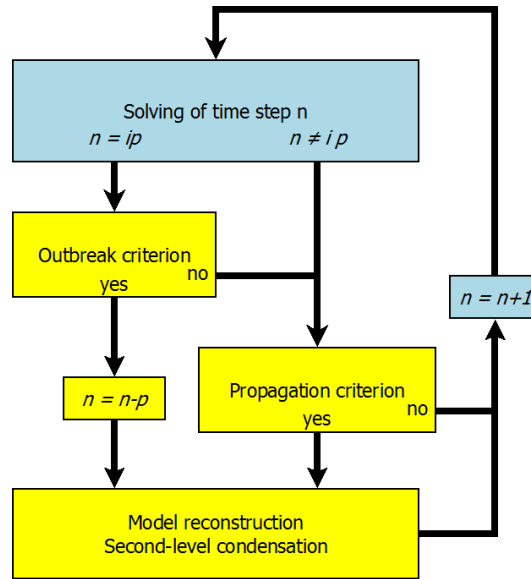 Solving of time step n
n = ip
n ≠ i p
Outbreak criterion
yes
no
n = n+1
n = n-p
Propagation criterion
yes
no
Model reconstruction
Second-level condensation